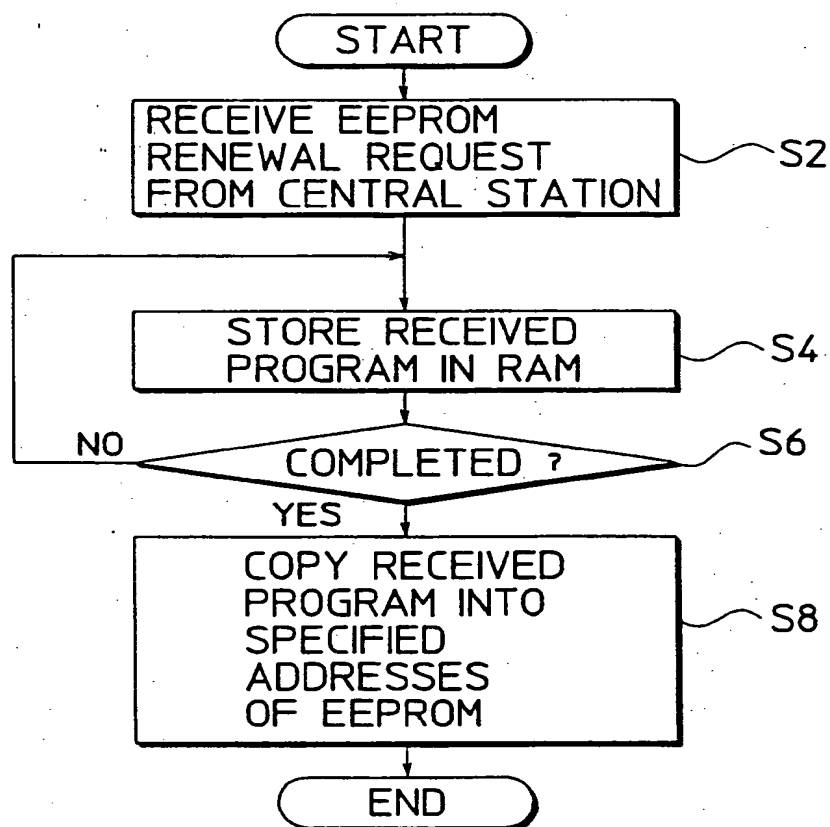 START
RECEIVE EEPROM
RENEWAL REQUEST
FROM CENTRAL STATION
S2
STORE RECEIVED
PROGRAM IN RAM
S4
NO
COMPLETED ?
S6
YES
COPY RECEIVED
PROGRAM INTO
SPECIFIED
ADDRESSES
OF EEPROM
S8
END